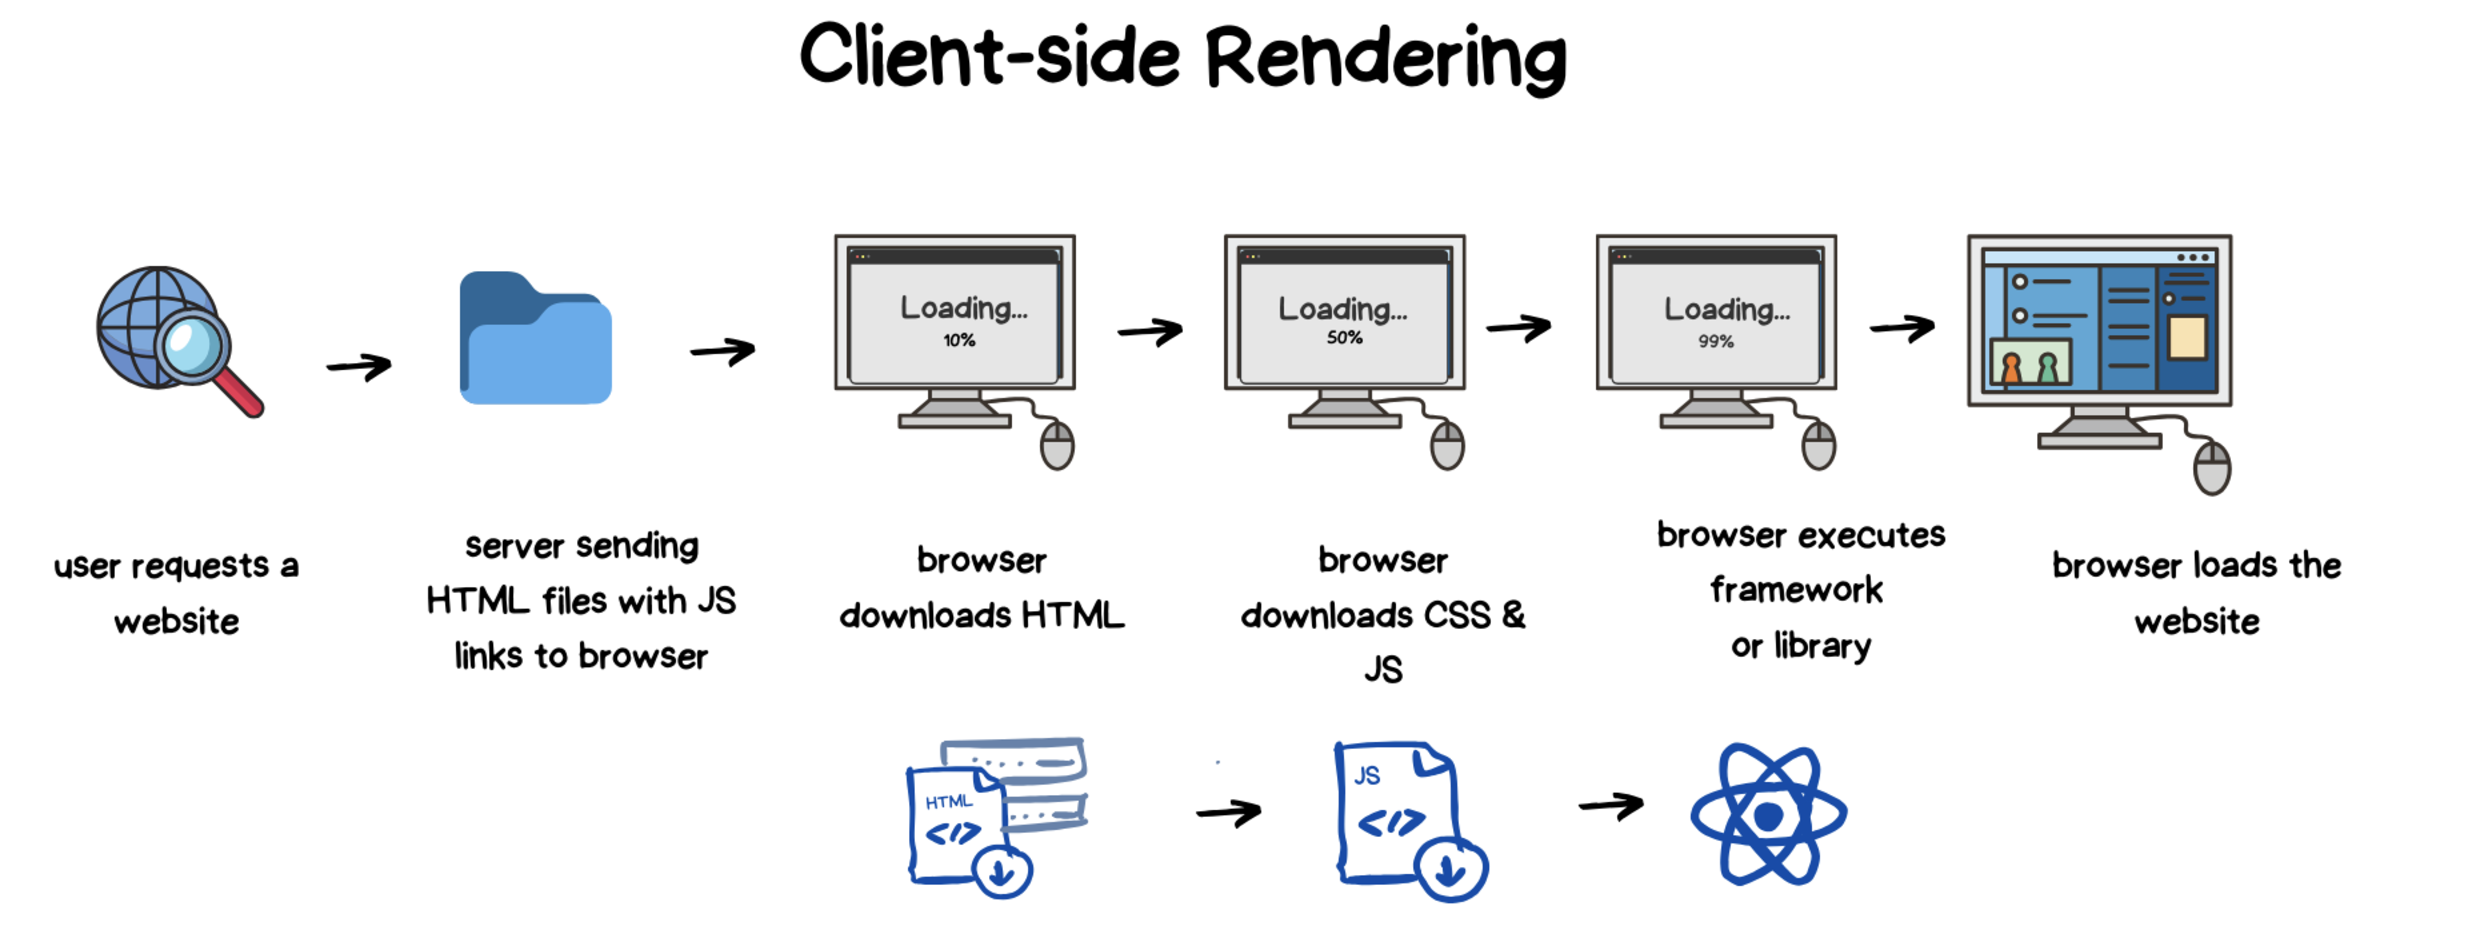 Client-side Rendering
Loading...
10%
Loading...
50%
Loading...
99%
user requests a
website
server sending
HTML files with JS
links to browser
browser
downloads HTML
browser
downloads CSS &
JS
browser executes
framework
or library
browser loads the
website
HTML
</>
JS
</>